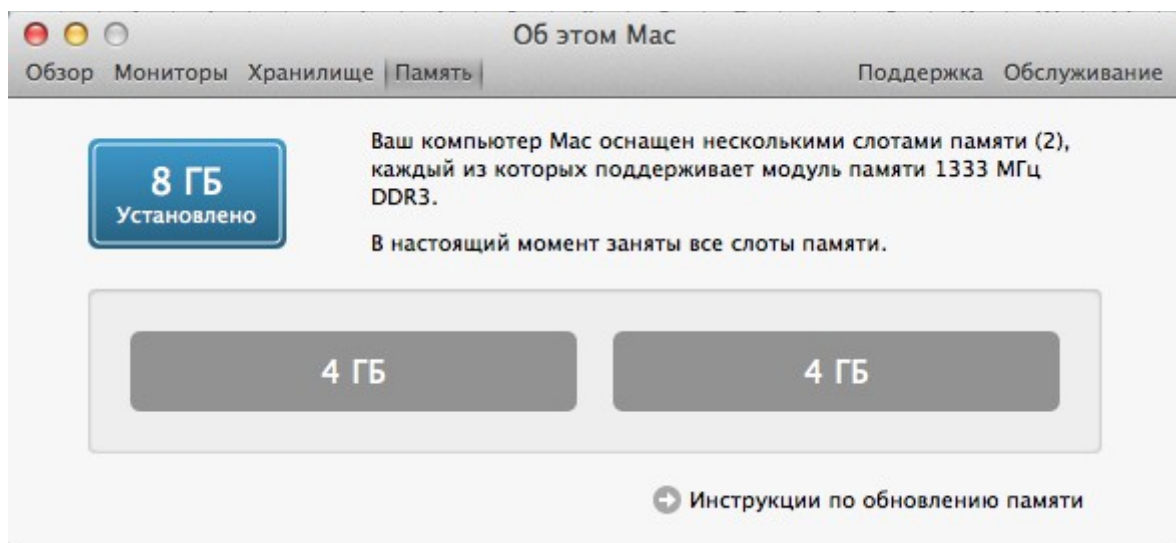 Об этом Mac
Обзор Мониторы Хранилище Память Поддержка Обслуживание
8 ГБ
Установлено
Ваш компьютер Mac оснащен несколькими слотами памяти (2),
каждый из которых поддерживает модуль памяти 1333 МГц
DDR3.
В настоящий момент заняты все слоты памяти.
4 ГБ 4 ГБ
Инструкции по обновлению памяти